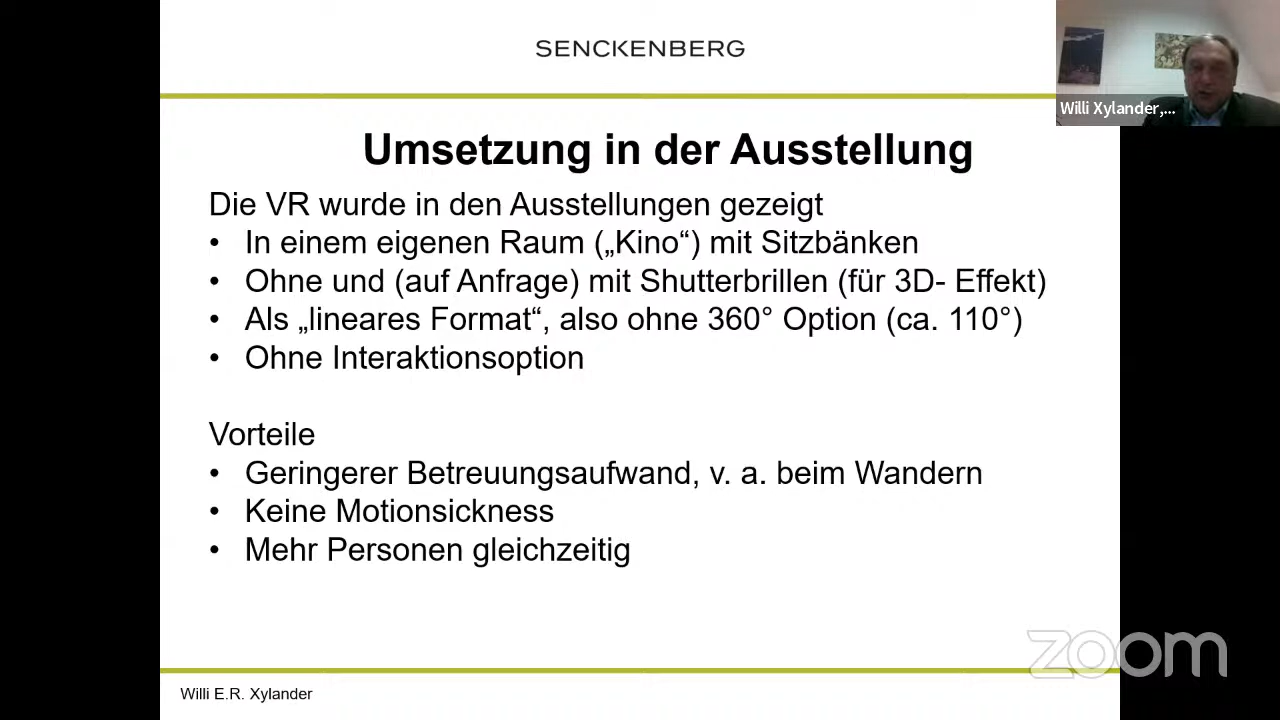 SENCKENBERG
Willi Xylander,...
Umsetzung in der Ausstellung
Die VR wurde in den Ausstellungen gezeigt
• In einem eigenen Raum („Kino“) mit Sitzbänken
• Ohne und (auf Anfrage) mit Shutterbrillen (für 3D- Effekt)
• Als „lineares Format“, also ohne 360° Option (ca. 110°)
• Ohne Interaktionsoption
Vorteile
• Geringerer Betreuungsaufwand, v. a. beim Wandern
• Keine Motionsickness
• Mehr Personen gleichzeitig
zoom
Willi E.R. Xylander